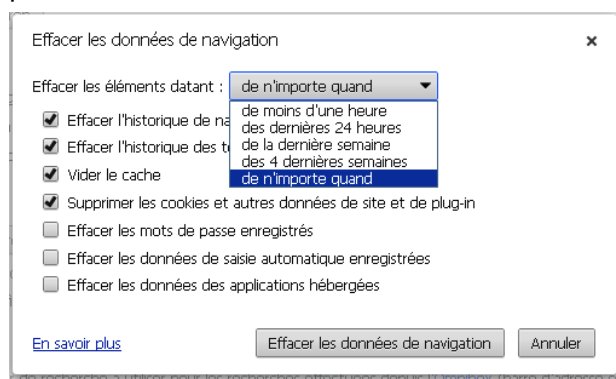 Effacer les données de navigation
Effacer les éléments datant : de n'importe quand
de moins d'une heure
des dernières 24 heures
de la dernière semaine
des 4 dernières semaines
de n'importe quand
Effacer l'historique de
Effacer l'historique des
Vider le cache
Supprimer les cookies et autres données de site et de plug-in
Effacer les mots de passe enregistrés
Effacer les données de saisie automatique enregistrées
Effacer les données des applications hébergées
En savoir plus
Effacer les données de navigation
Annuler